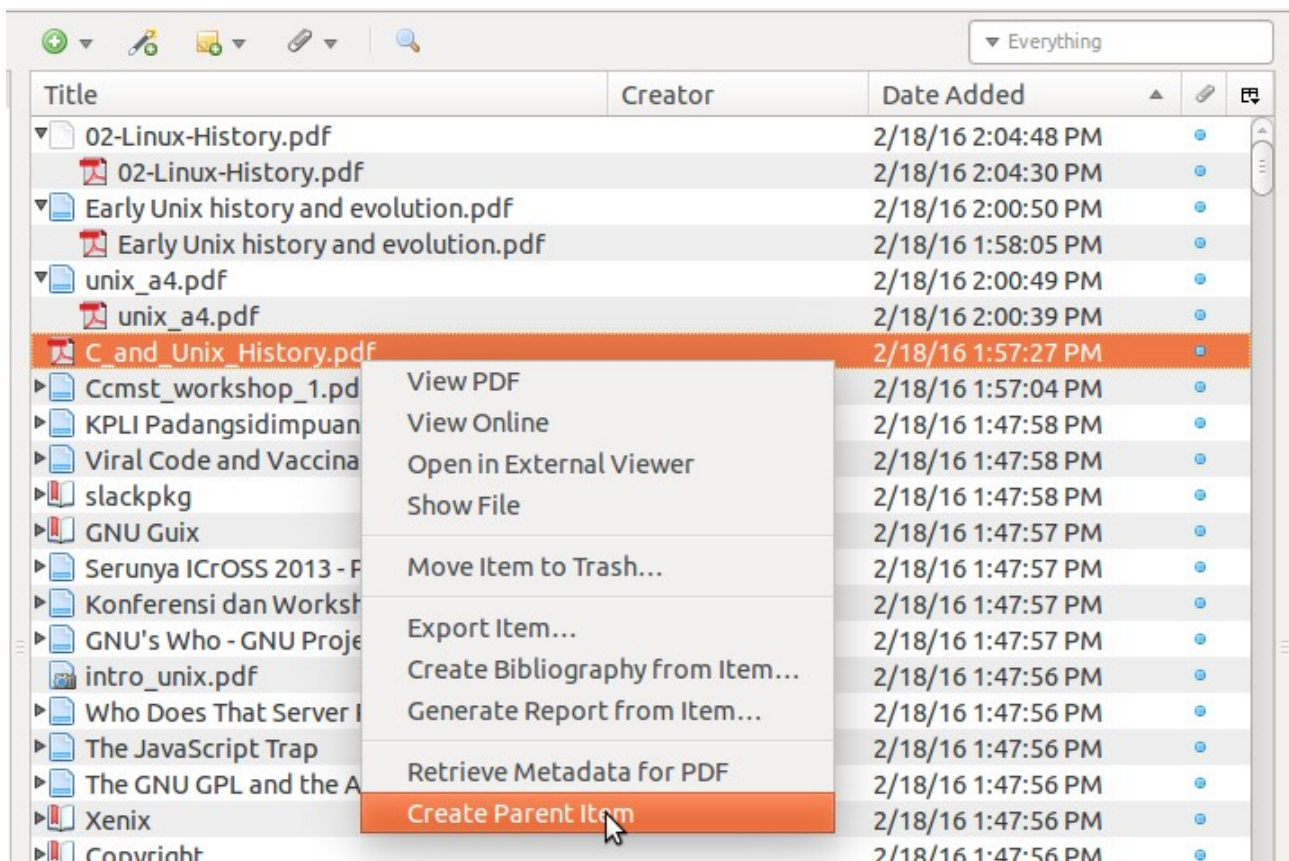 Everything
Title Creator Date Added
02-Linux-History.pdf 2/18/16 2:04:48 PM
02-Linux-History.pdf 2/18/16 2:04:30 PM
Early Unix history and evolution.pdf 2/18/16 2:00:50 PM
Early Unix history and evolution.pdf 2/18/16 1:58:05 PM
unix_a4.pdf 2/18/16 2:00:49 PM
unix_a4.pdf 2/18/16 2:00:39 PM
C_and_Unix_History.pdf 2/18/16 1:57:27 PM
Ccmst_workshop_1.pd 2/18/16 1:57:04 PM
KPLI Padangsidimpuan 2/18/16 1:47:58 PM
Viral Code and Vaccina 2/18/16 1:47:58 PM
slackpkg 2/18/16 1:47:58 PM
GNU Guix 2/18/16 1:47:57 PM
Serunya ICrOSS 2013 - P 2/18/16 1:47:57 PM
Konferensi dan Worksh 2/18/16 1:47:57 PM
GNU's Who - GNU Proje 2/18/16 1:47:57 PM
intro_unix.pdf 2/18/16 1:47:56 PM
Who Does That Server 2/18/16 1:47:56 PM
The JavaScript Trap 2/18/16 1:47:56 PM
The GNU GPL and the A 2/18/16 1:47:56 PM
Xenix 2/18/16 1:47:56 PM
Copyright 2/18/16 1:47:56 PM
View PDF
View Online
Open in External Viewer
Show File
Move Item to Trash...
Export Item...
Create Bibliography from Item...
Generate Report from Item...
Retrieve Metadata for PDF
Create Parent Item